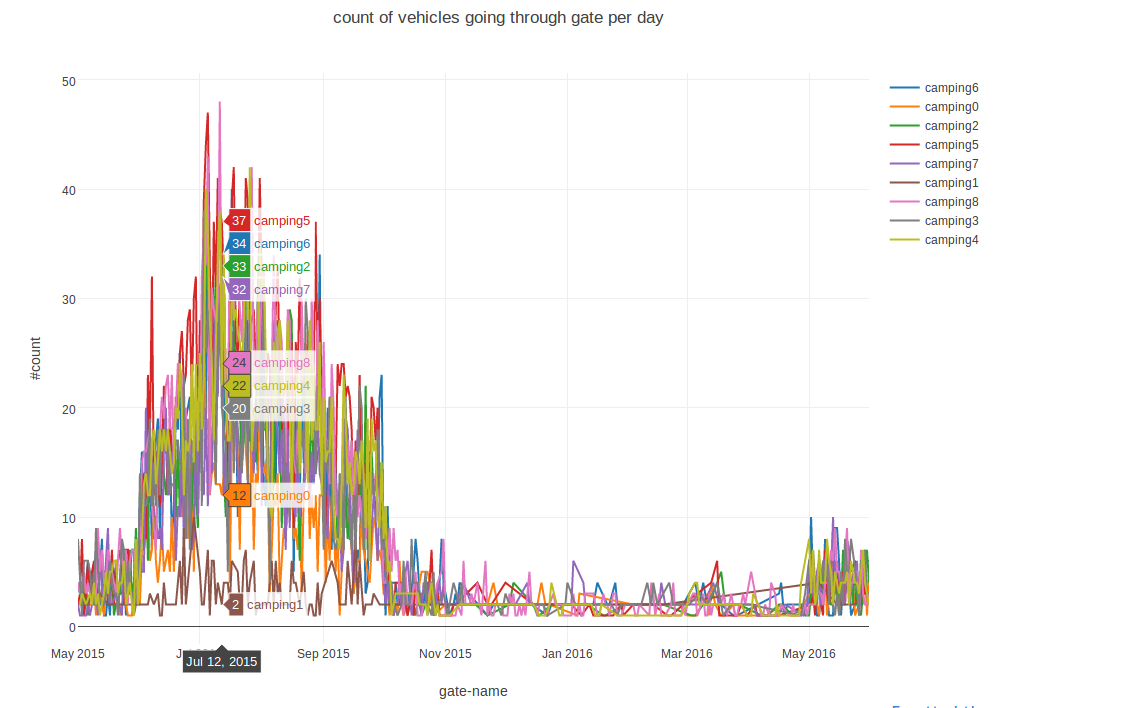 count of vehicles going through gate per day
50
40
30
20
10
0
#count
37 camping5
34 camping6
33 camping2
32 camping7
24 camping8
22 camping4
20 camping3
12 camping0
2 camping1
May 2015
Sep 2015
Nov 2015
Jan 2016
Mar 2016
May 2016
Jul 12, 2015
gate-name
camping6
camping0
camping2
camping5
camping7
camping1
camping8
camping3
camping4